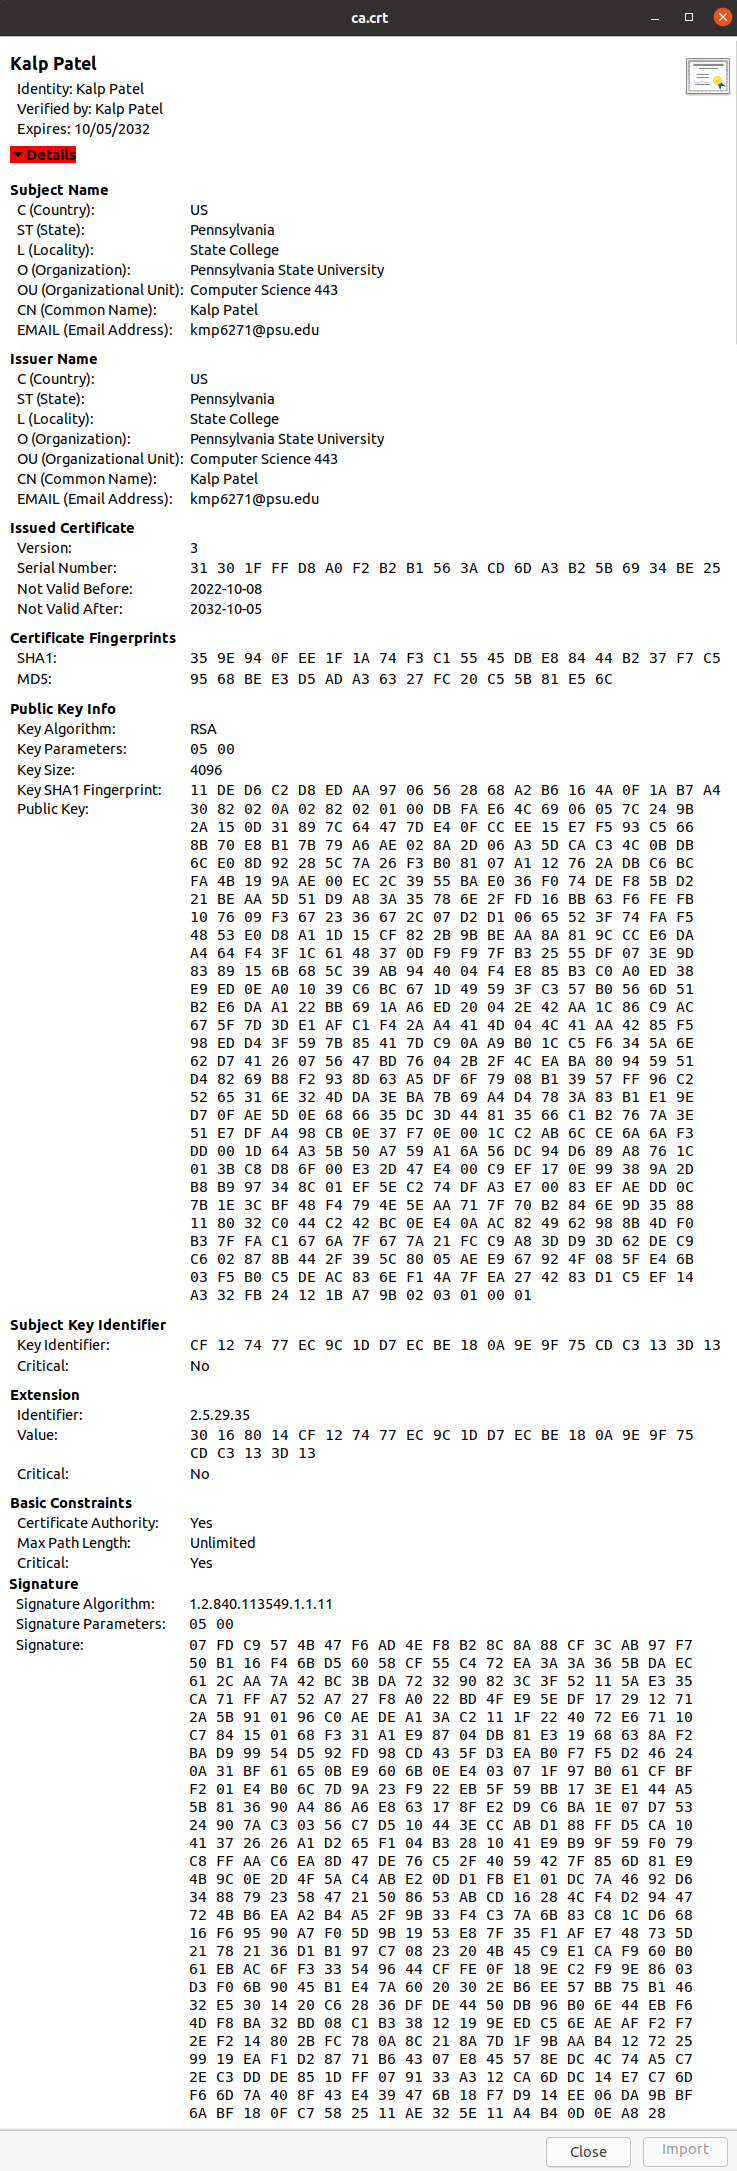 ca.crt
Kalp Patel
Identity: Kalp Patel
Verified by: Kalp Patel
Expires: 10/05/2032
Details
Subject Name
C (Country): US
ST (State): Pennsylvania
L (Locality): State College
O (Organization): Pennsylvania State University
OU (Organizational Unit): Computer Science 443
CN (Common Name): Kalp Patel
EMAIL (Email Address): kmp6271@psu.edu
Issuer Name
C (Country): US
ST (State): Pennsylvania
L (Locality): State College
O (Organization): Pennsylvania State University
OU (Organizational Unit): Computer Science 443
CN (Common Name): Kalp Patel
EMAIL (Email Address): kmp6271@psu.edu
Issued Certificate
Version: 3
Serial Number: 31 30 1F FF D8 A0 F2 B2 B1 56 3A CD 6D A3 B2 5B 69 34 BE 25
Not Valid Before: 2022-10-08
Not Valid After: 2032-10-05
Certificate Fingerprints
SHA1: 35 9E 94 0F EE 1F 1A 74 F3 C1 55 45 DB E8 84 44 B2 37 F7 C5
MD5: 95 68 BE E3 D5 AD A3 63 27 FC 20 C5 5B 81 E5 6C
Public Key Info
Key Algorithm: RSA
Key Parameters: 05 00
Key Size: 4096
Key SHA1 Fingerprint: 11 DE D6 C2 D8 ED AA 97 06 56 28 68 A2 B6 16 4A 0F 1A B7 A4
Public Key: 30 82 02 0A 02 82 02 01 00 DB FA E6 4C 69 06 05 7C 24 9B
2A 15 0D 31 89 7C 64 47 7D E4 0F CC EE 15 E7 F5 93 C5 66
8B 70 E8 B1 7B 79 A6 AE 02 8A 2D 06 A3 5D CA C3 4C 0B DB
6C E0 8D 92 28 5C 7A 26 F3 B0 81 07 A1 12 76 2A DB C6 BC
FA 4B 19 9A AE 00 EC 2C 39 55 BA E0 36 F0 74 DE F8 5B D2
21 BE AA 5D 51 D9 A8 3A 35 78 6E 2F FD 16 BB 63 F6 FE FB
10 76 09 F3 67 23 36 67 2C 07 D2 D1 06 65 52 3F 74 FA F5
48 53 E0 D8 A1 1D 15 CF 82 2B 9B BE AA 8A 81 9C CC E6 DA
A4 64 F4 3F 1C 61 48 37 0D F9 F9 7F B3 25 55 DF 07 3E 9D
83 89 15 6B 68 5C 39 AB 94 40 04 F4 E8 85 B3 C0 A0 ED 38
E9 ED 0E A0 10 39 C6 BC 67 1D 49 59 3F C3 57 B0 56 6D 51
B2 E6 DA A1 22 BB 69 1A A6 ED 20 04 2E 42 AA 1C 86 C9 AC
67 5F 7D 3D E1 AF C1 F4 2A A4 41 4D 04 4C 41 AA 42 85 F5
98 ED D4 3F 59 7B 85 41 7D C9 0A A9 B0 1C C5 F6 34 5A 6E
62 D7 41 26 07 56 47 BD 76 04 2B 2F 4C EA BA 80 94 59 51
D4 82 69 B8 F2 93 8D 63 A5 DF 6F 79 08 B1 39 57 FF 96 C2
52 65 31 6E 32 4D DA 3E BA 7B 69 A4 D4 78 3A 83 B1 E1 9E
D7 0F AE 5D 0E 68 66 35 DC 3D 44 81 35 66 C1 B2 76 7A 3E
51 E7 DF A4 98 CB 0E 37 F7 0E 00 1C C2 AB 6C CE 6A 6A F3
DD 00 1D 64 A3 5B 50 A7 59 A1 6A 56 DC 94 D6 89 A8 76 1C
01 3B C8 D8 6F 00 E3 2D 47 E4 00 C9 EF 17 0E 99 38 9A 2D
B8 B9 97 34 8C 01 EF 5E C2 74 DF A3 E7 00 83 EF AE DD 0C
7B 1E 3C BF 48 F4 79 4E 5E AA 71 7F 70 B2 84 6E 9D 35 88
11 80 32 C0 44 C2 42 BC 0E E4 0A AC 82 49 62 98 8B 4D F0
B3 7F FA C1 67 6A 7F 67 7A 21 FC C9 A8 3D D9 3D 62 DE C9
C6 02 87 8B 44 2F 39 5C 80 05 AE E9 67 92 4F 08 5F E4 6B
03 F5 B0 C5 DE AC 83 6E F1 4A 7F EA 27 42 83 D1 C5 EF 14
A3 32 FB 24 12 1B A7 9B 02 03 01 00 01
Subject Key Identifier
Key Identifier: CF 12 74 77 EC 9C 1D D7 EC BE 18 0A 9E 9F 75 CD C3 13 3D 13
Critical: No
Extension
Identifier: 2.5.29.35
Value: 30 16 80 14 CF 12 74 77 EC 9C 1D D7 EC BE 18 0A 9E 9F 75
CD C3 13 3D 13
Critical: No
Basic Constraints
Certificate Authority: Yes
Max Path Length: Unlimited
Critical: Yes
Signature
Signature Algorithm: 1.2.840.113549.1.1.11
Signature Parameters: 05 00
Signature: 07 FD C9 57 4B 47 F6 AD 4E F8 B2 8C 8A 88 CF 3C AB 97 F7
50 B1 16 F4 6B D5 60 58 CF 55 C4 72 EA 3A 3A 36 5B DA EC
61 2C AA 7A 42 BC 3B DA 72 32 90 82 3C 3F 52 11 5A E3 35
CA 71 FF A7 52 A7 27 F8 A0 22 BD 4F E9 5E DF 17 29 12 71
2A 5B 91 01 96 C0 AE DE A1 3A C2 11 1F 22 40 72 E6 71 10
C7 84 15 01 68 F3 31 A1 E9 87 04 DB 81 E3 19 68 63 8A F2
BA D9 99 54 D5 92 FD 98 CD 43 5F D3 EA B0 F7 F5 D2 46 24
0A 31 BF 61 65 0B E9 60 6B 0E E4 03 07 1F 97 B0 61 CF BF
F2 01 E4 B0 6C 7D 9A 23 F9 22 EB 5F 59 BB 17 3E E1 44 A5
5B 81 36 90 A4 86 A6 E8 63 17 8F E2 D9 C6 BA 1E 07 D7 53
24 90 7A C3 03 56 C7 D5 10 44 3E CC AB D1 88 FF D5 CA 10
41 37 26 26 A1 D2 65 F1 04 B3 28 10 41 E9 B9 9F 59 F0 79
C8 FF AA C6 EA 8D 47 DE 76 C5 2F 40 59 42 7F 85 6D 81 E9
4B 9C 0E 2D 4F 5A C4 AB E2 0D D1 FB E1 01 DC 7A 46 92 D6
34 88 79 23 58 47 21 50 86 53 AB CD 16 28 4C F4 D2 94 47
72 4B B6 EA A2 B4 A5 2F 9B 33 F4 C3 7A 6B 83 C8 1C D6 68
16 F6 95 90 A7 F0 5D 9B 19 53 E8 7F 35 F1 AF E7 48 73 5D
21 78 21 36 D1 B1 97 C7 08 23 20 4B 45 C9 E1 CA F9 60 B0
61 EB AC 6F F3 33 54 96 44 CF FE 0F 18 9E C2 F9 9E 86 03
D3 F0 6B 90 45 B1 E4 7A 60 20 30 2E B6 EE 57 BB 75 B1 46
32 E5 30 14 20 C6 28 36 DF DE 44 50 DB 96 B0 6E 44 EB F6
4D F8 BA 32 BD 08 C1 B3 38 12 19 9E ED C5 6E AE AF F2 F7
2E F2 14 80 2B FC 78 0A 8C 21 8A 7D 1F 9B AA B4 12 72 25
99 19 EA F1 D2 87 71 B6 43 07 E8 45 57 8E DC 4C 74 A5 C7
2E C3 DD DE 85 1D FF 07 91 33 A3 12 CA 6D DC 14 E7 C7 6D
F6 6D 7A 40 8F 43 E4 39 47 6B 18 F7 D9 14 EE 06 DA 9B BF
6A BF 18 0F C7 58 25 11 AE 32 5E 11 A4 B4 0D 0E A8 28
Close Import